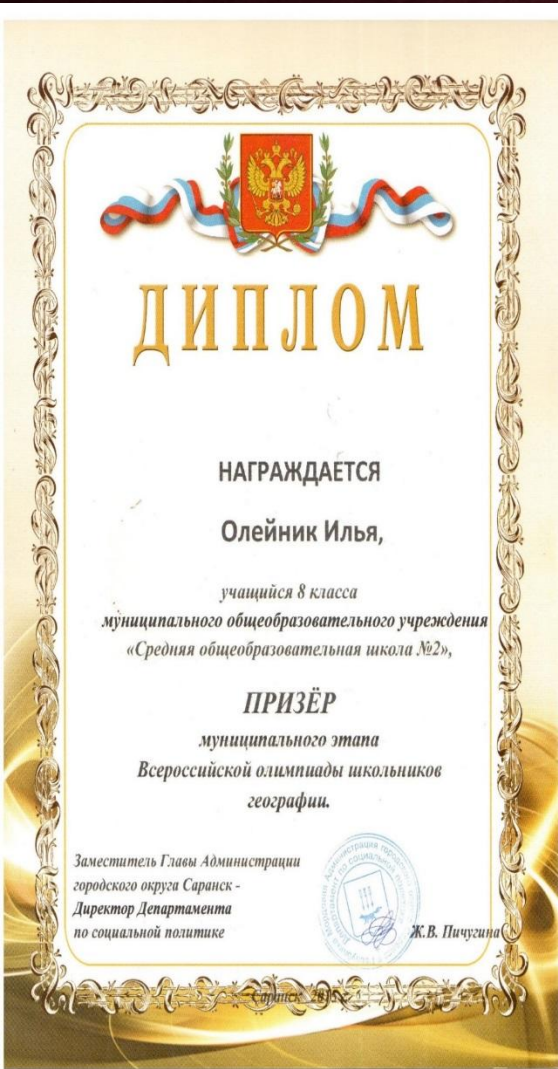 ДИПЛОМ
НАГРАЖДАЕТСЯ
Олейник Илья,
учащийся 8 класса
муниципального общеобразовательного учреждения
«Средняя общеобразовательная школа №2»,
ПРИЗЁР
муниципального этапа
Всероссийской олимпиады школьников
географии.
Заместитель Главы Администрации
городского округа Саранск -
Директор Департамента
по социальной политике
Ж.В. Пичугина
Саранск